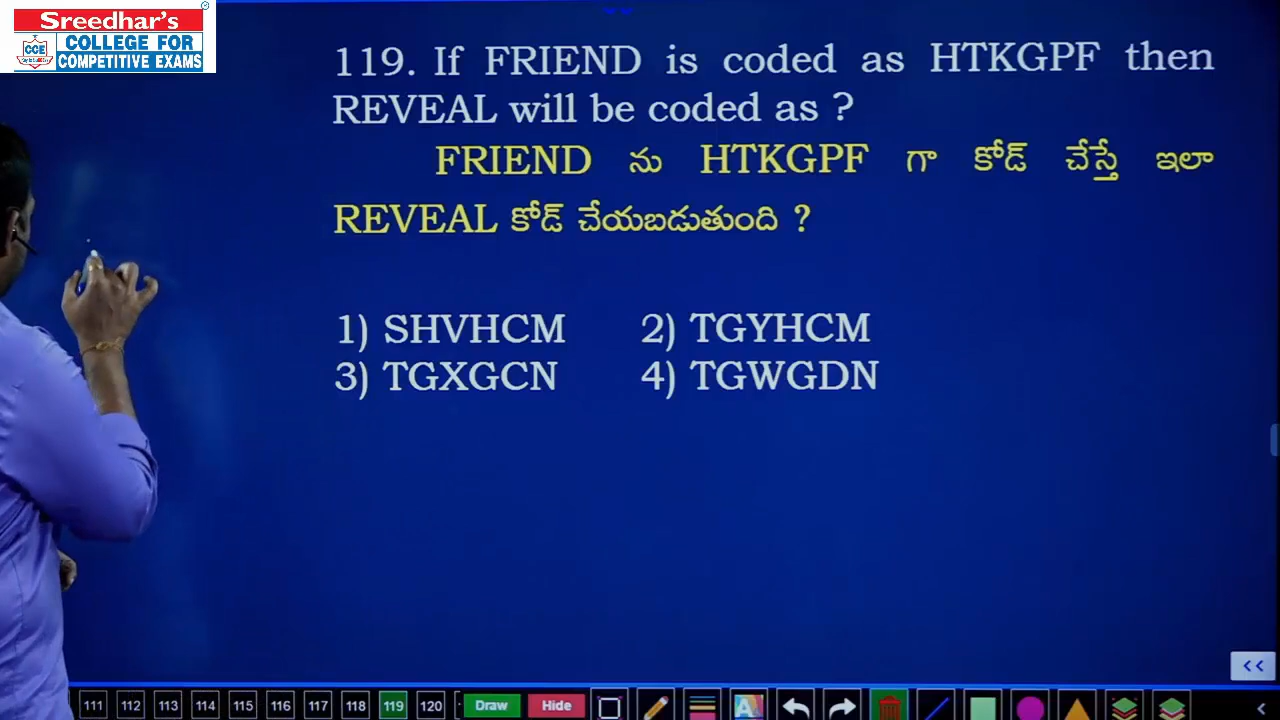 Sreedhar's
CCE
COLLEGE FOR
COMPETITIVE EXAMS
119. If FRIEND is coded as HTKGPF then
REVEAL will be coded as ?
FRIEND ను HTKGPF గా కోడ్ చేస్తే ఇలా
REVEAL కోడ్ చేయబడుతుంది ?
1) SHVHCM 2) TGYHCM
3) TGXGCN 4) TGWGDN
<<
111 112 113 114 115 116 117 118 119 120 Draw Hide